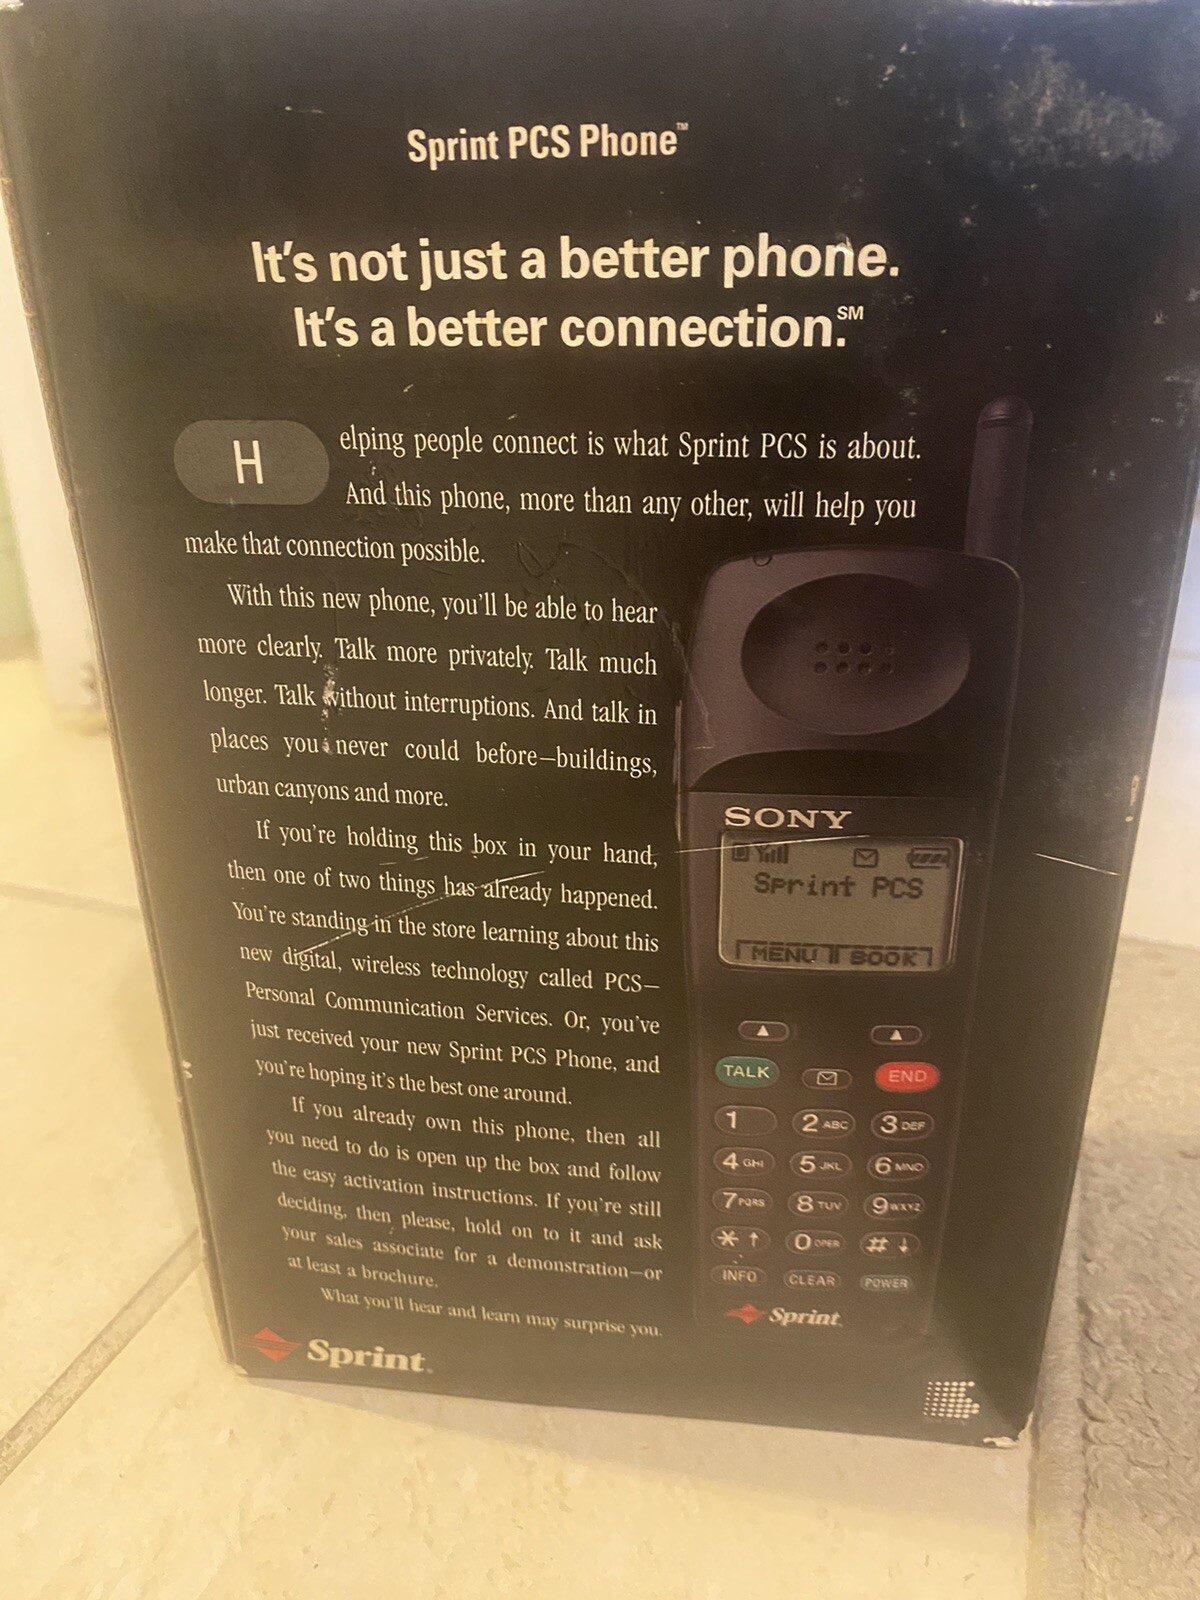 Sprint PCS Phone™
It's not just a better phone.
It's a better connection.℠
Helping people connect is what Sprint PCS is about.
And this phone, more than any other, will help you
make that connection possible.
With this new phone, you'll be able to hear
more clearly. Talk more privately. Talk much
longer. Talk without interruptions. And talk in
places you never could before—buildings,
urban canyons and more.
If you're holding this box in your hand,
then one of two things has already happened.
You're standing in the store learning about this
new digital, wireless technology called PCS—
Personal Communication Services. Or, you've
just received your new Sprint PCS Phone, and
you're hoping it's the best one around.
If you already own this phone, then all
you need to do is open up the box and follow
the easy activation instructions. If you're still
deciding, then please, hold on to it and ask
your sales associate for a demonstration—or
at least a brochure.
What you'll hear and learn may surprise you.
Sprint.
SONY
D
Sprint PCS
MENU BOOK
TALK END
1 2 ABC 3 DEF
4 GHI 5 JKL 6 MNO
7 PQRS 8 TUV 9 WXYZ
* ↑ 0 OPER # ↓
INFO CLEAR POWER
Sprint.